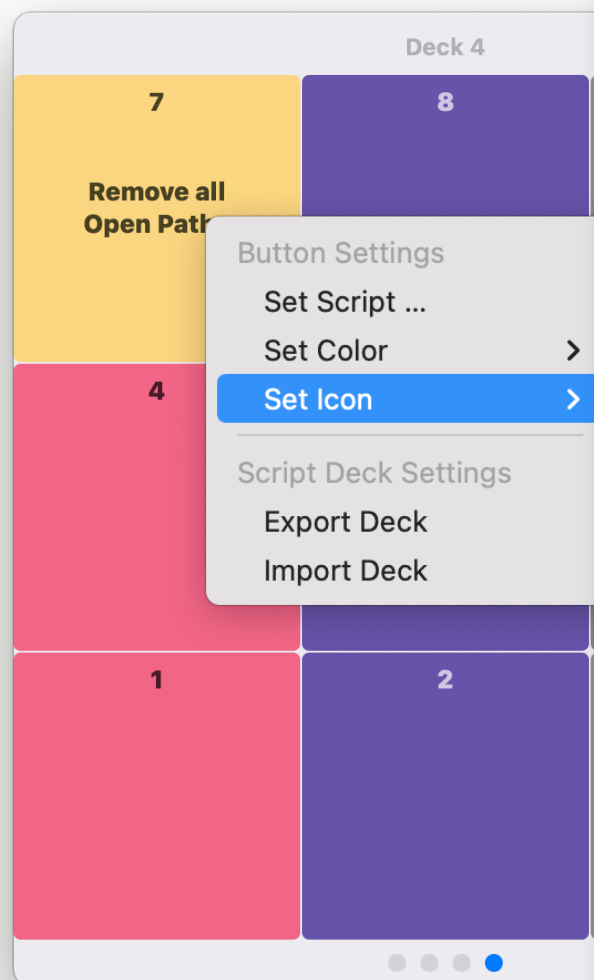 Deck 4
7
8
Remove all
Open
Button Settings
Set Script ...
Set Color
Set Icon
4
Script Deck Settings
Export Deck
Import Deck
1
2